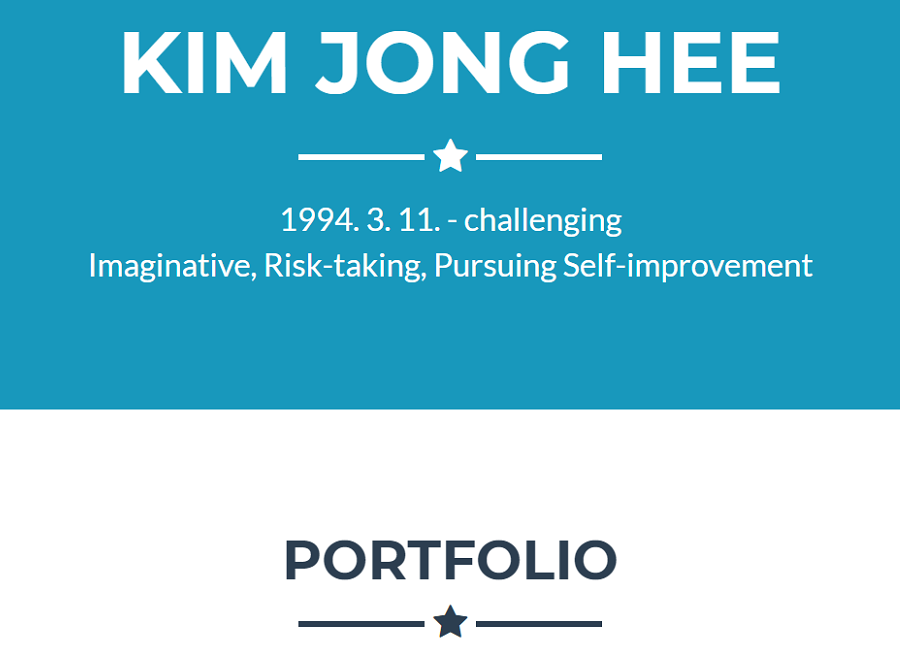 KIM JONG HEE
1994. 3. 11. - challenging
Imaginative, Risk-taking, Pursuing Self-improvement
PORTFOLIO